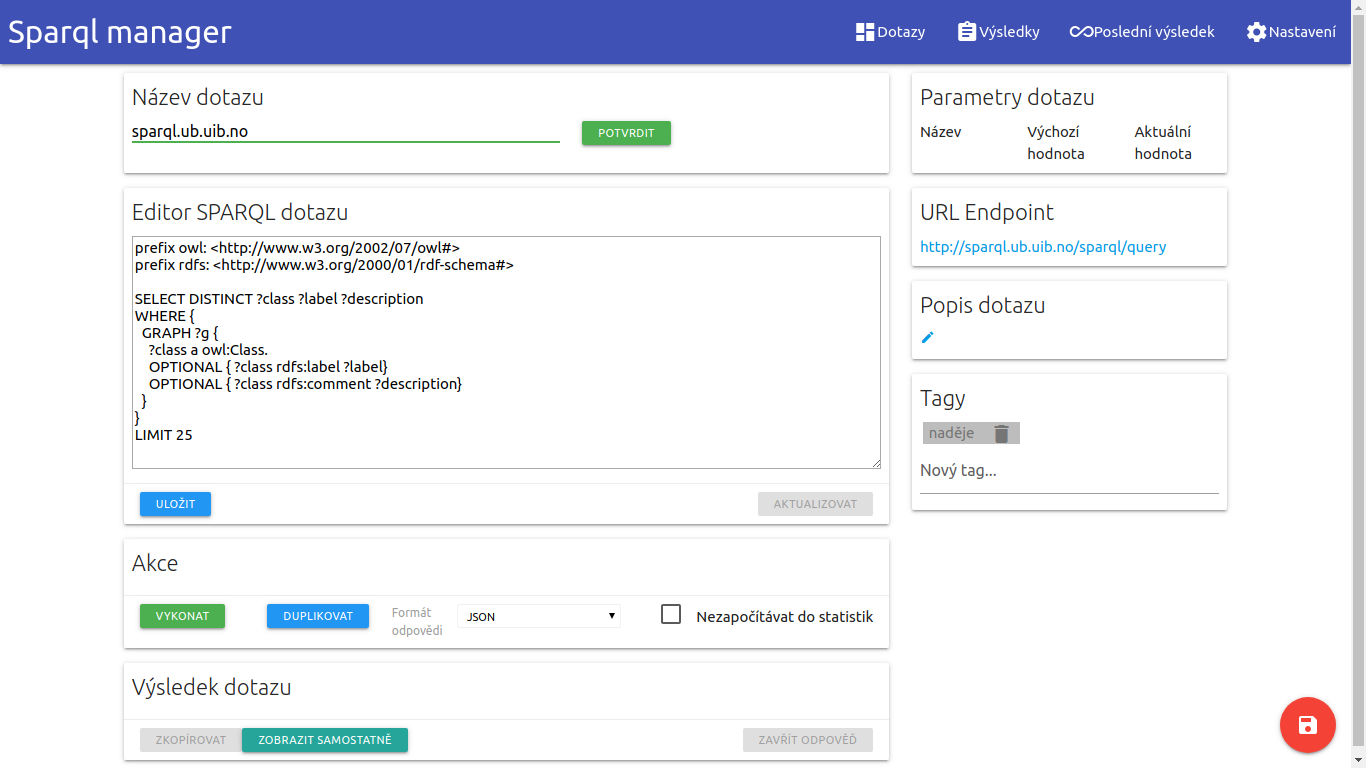 Sparql manager
Dotazy
Výsledky
Poslední výsledek
Nastavení
Název dotazu
sparql.ub.uib.no
POTVRDIT
Editor SPARQL dotazu
prefix owl: <http://www.w3.org/2002/07/owl#>
prefix rdfs: <http://www.w3.org/2000/01/rdf-schema#>
SELECT DISTINCT ?class ?label ?description
WHERE {
GRAPH ?g {
?class a owl:Class.
OPTIONAL { ?class rdfs:label ?label}
OPTIONAL { ?class rdfs:comment ?description}
}
}
LIMIT 25
ULOŽIT
AKTUALIZOVAT
Akce
VYKONAT
DUPLIKOVAT
Formát
odpovědi
JSON
Nezapočítávat do statistik
Výsledek dotazu
ZKOPÍROVAT
ZOBRAZIT SAMOSTATNĚ
ZAVŘÍT ODPOVĚĎ
Parametry dotazu
Název
Výchozí
hodnota
Aktuální
hodnota
URL Endpoint
http://sparql.ub.uib.no/sparql/query
Popis dotazu
Tagy
naděje
Nový tag...